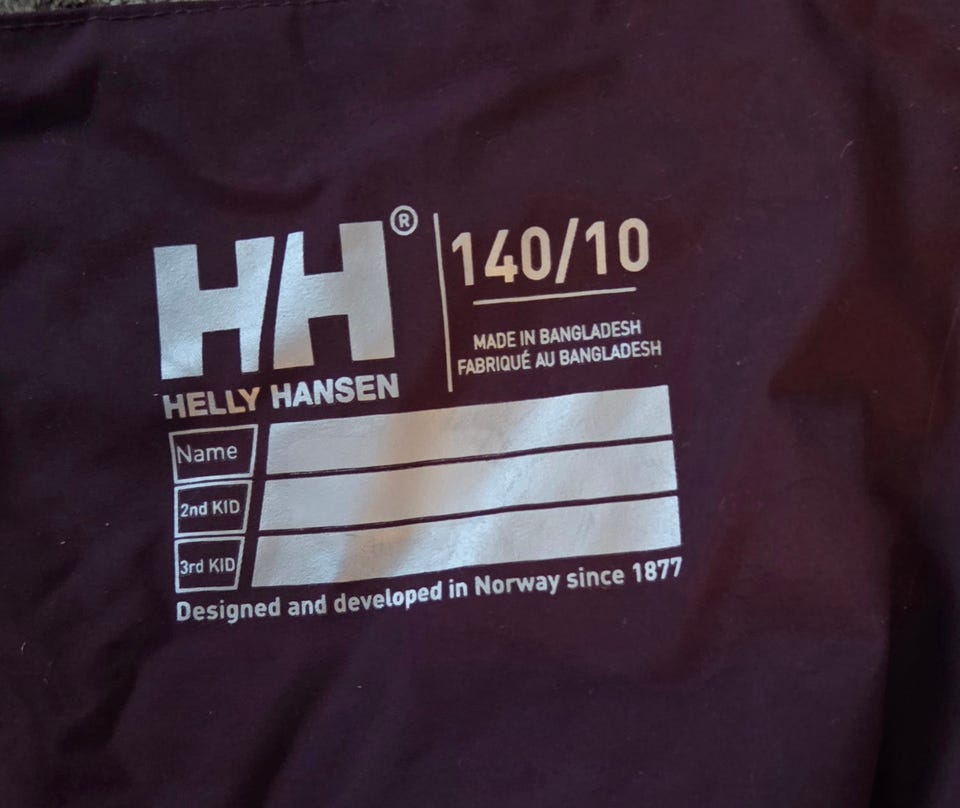 HH®
HELLY HANSEN
140/10
MADE IN BANGLADESH
FABRIQUÉ AU BANGLADESH
Name
2nd KID
3rd KID
Designed and developed in Norway since 1877